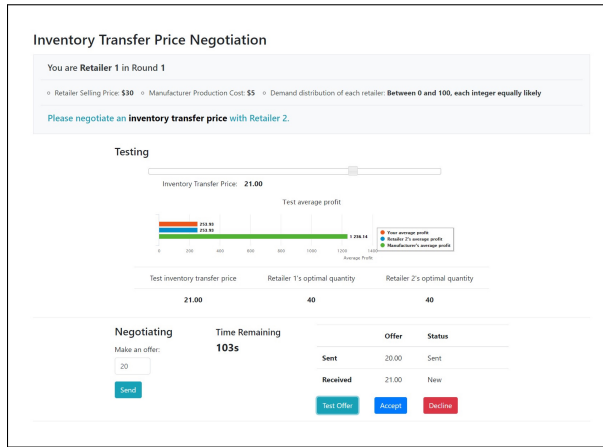 Inventory Transfer Price Negotiation
You are Retailer 1 in Round 1
Retailer Selling Price: $30 Manufacturer Production Cost: $5 Demand distribution of each retailer: Between 0 and 100, each integer equally likely
Please negotiate an inventory transfer price with Retailer 2.
Testing
Inventory Transfer Price: 21.00
Test average profit
253.93
253.93
1 236.14
Your average profit
Retailer 2's average profit
Manufacturer's average profit
0 200 400 600 800 1000 1200 1400
Average Profit
Test inventory transfer price Retailer 1's optimal quantity Retailer 2's optimal quantity
21.00 40 40
Negotiating Time Remaining
Make an offer: 103s
20
Send
Offer Status
Sent 20.00 Sent
Received 21.00 New
Test Offer Accept Decline